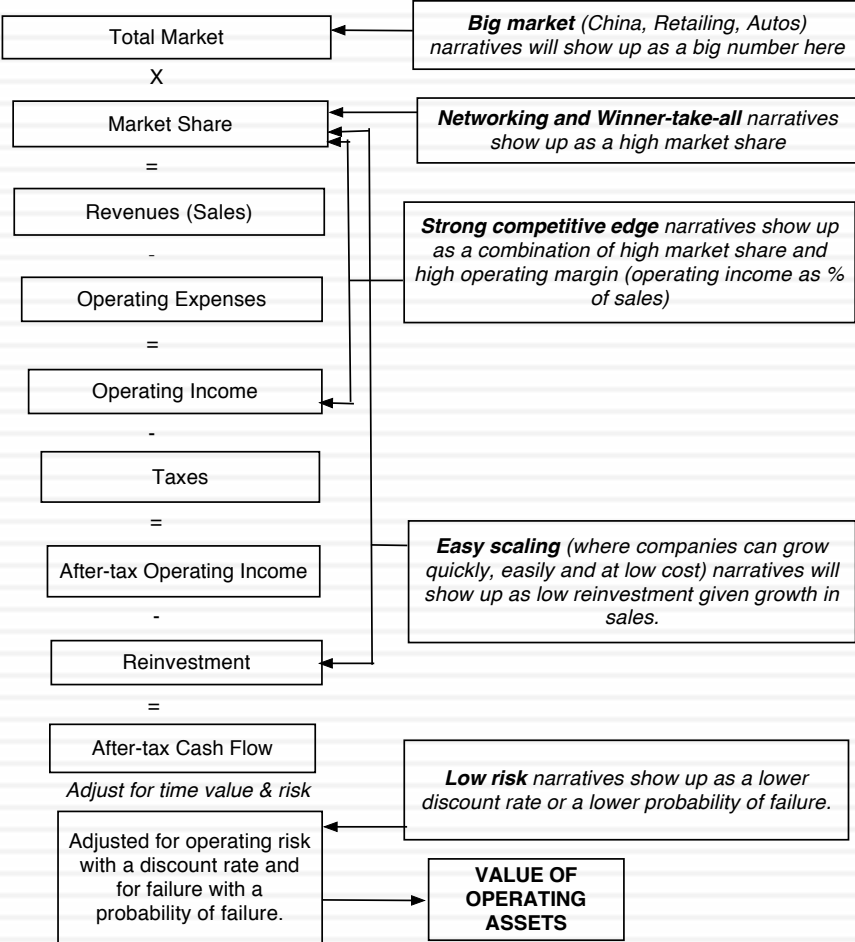 Total Market
Big market (China, Retailing, Autos)
narratives will show up as a big number here
X
Market Share
Networking and Winner-take-all narratives
show up as a high market share
=
Revenues (Sales)
Strong competitive edge narratives show up
as a combination of high market share and
high operating margin (operating income as %
of sales)
-
Operating Expenses
=
Operating Income
-
Taxes
=
After-tax Operating Income
Easy scaling (where companies can grow
quickly, easily and at low cost) narratives will
show up as low reinvestment given growth in
sales.
-
Reinvestment
=
After-tax Cash Flow
Adjust for time value & risk
Low risk narratives show up as a lower
discount rate or a lower probability of failure.
Adjusted for operating risk
with a discount rate and
for failure with a
probability of failure.
VALUE OF
OPERATING
ASSETS